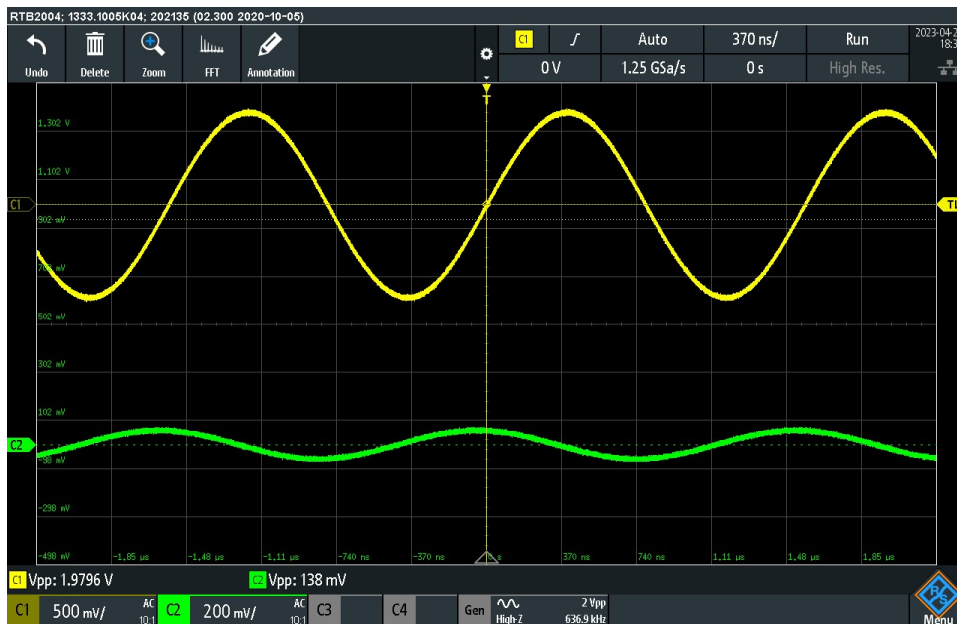 RTB2004; 1333.1005K04; 202135 (02.300 2020-10-05)
Undo
Delete
Zoom
FFT
Annotation
C1
Auto
370 ns/
Run
0 V
1.25 GSa/s
0 s
High Res.
2023-04-2
18:3
T
1.302 V
1.102 V
C1
902 mV
502 mV
302 mV
102 mV
C2
-98 mV
-298 mV
-498 mV
-1.85 µs
-1.48 µs
-1.11 µs
-740 ns
-370 ns
370 ns
740 ns
1.11 µs
1.48 µs
1.85 µs
C1 Vpp: 1.9796 V
C2 Vpp: 138 mV
C1 500 mV/ AC 10:1
C2 200 mV/ AC 10:1
C3
C4
Gen High-Z 2 Vpp 636.9 kHz
R/S
Menu